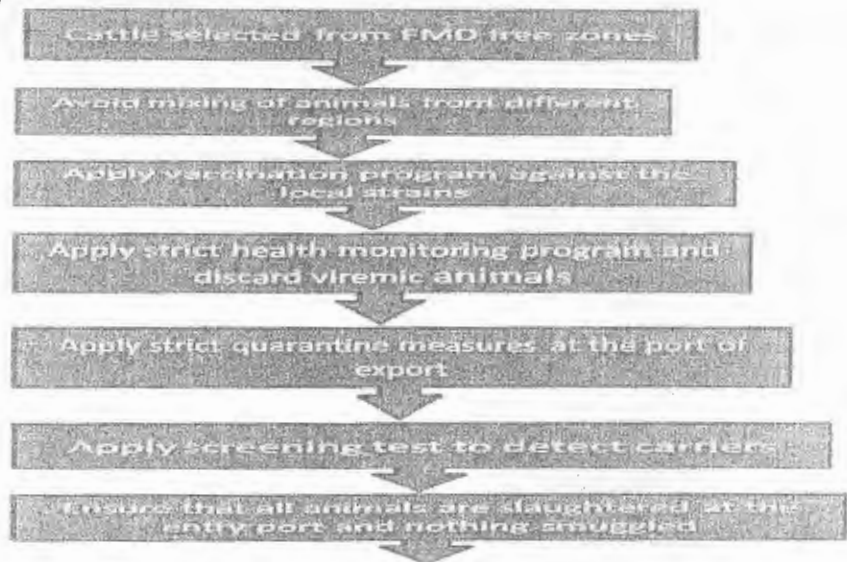 Cattle selected from FMD free zones
Avoid mixing of animals from different
regions
Apply vaccination program against the
local strains
Apply strict health monitoring program and
discard viremic animals
Apply strict quarantine measures at the port of
export
Apply screening test to detect carriers
Ensure that all animals are slaughtered at the
entry port and nothing smuggled